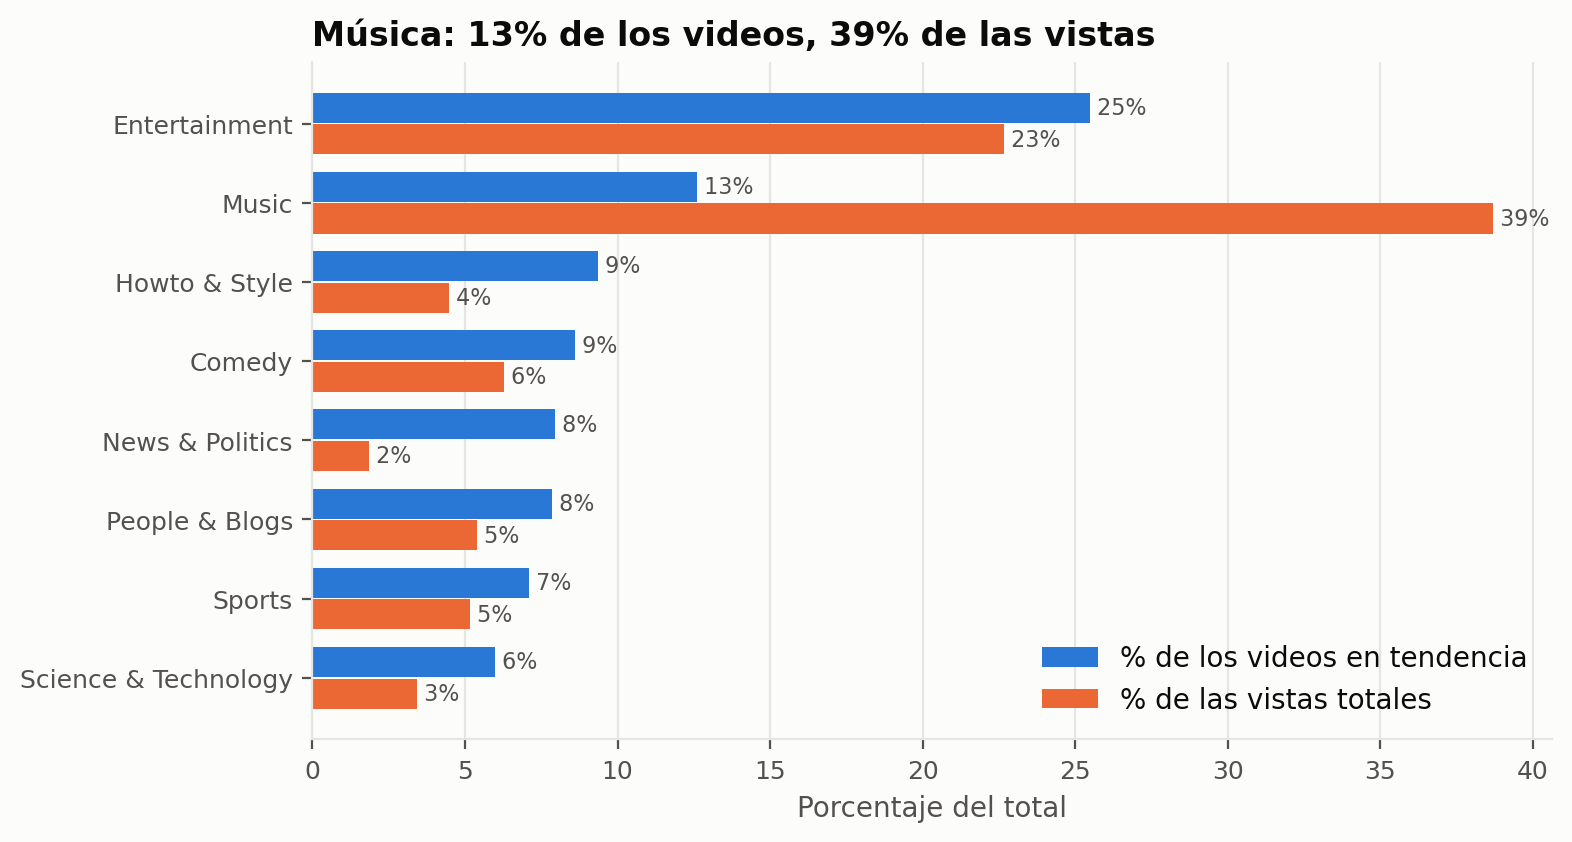 Música: 13% de los videos, 39% de las vistas
Entertainment
25%
23%
Music
13%
39%
Howto & Style
9%
4%
Comedy
9%
6%
News & Politics
8%
2%
People & Blogs
8%
5%
Sports
7%
5%
Science & Technology
6%
3%
% de los videos en tendencia
% de las vistas totales
0 5 10 15 20 25 30 35 40
Porcentaje del total